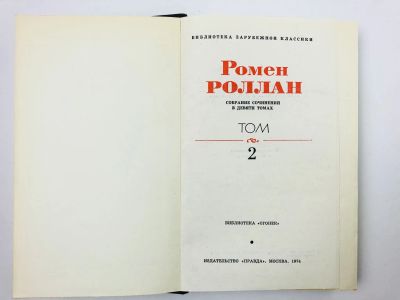 БИБЛИОТЕКА ЗАРУБЕЖНОЙ КЛАССИКИ
Ромен
РОЛЛАН
СОБРАНИЕ СОЧИНЕНИЙ
В ДЕВЯТИ ТОМАХ
ТОМ
2
БИБЛИОТЕКА «ОГОНЕК»
ИЗДАТЕЛЬСТВО «ПРАВДА». МОСКВА. 1974